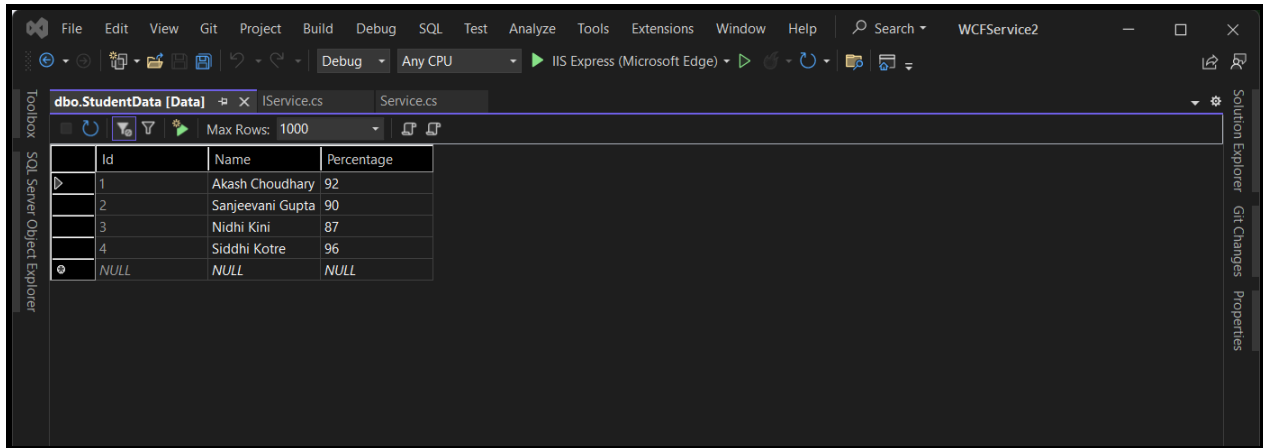 File Edit View Git Project Build Debug SQL Test Analyze Tools Extensions Window Help Search WCFService2
Debug Any CPU IIS Express (Microsoft Edge)
dbo.StudentData [Data] IService.cs Service.cs
Max Rows: 1000
Id Name Percentage
1 Akash Choudhary 92
2 Sanjeevani Gupta 90
3 Nidhi Kini 87
4 Siddhi Kotre 96
NULL NULL NULL
Toolbox
SQL Server Object Explorer
Solution Explorer
Git Changes
Properties